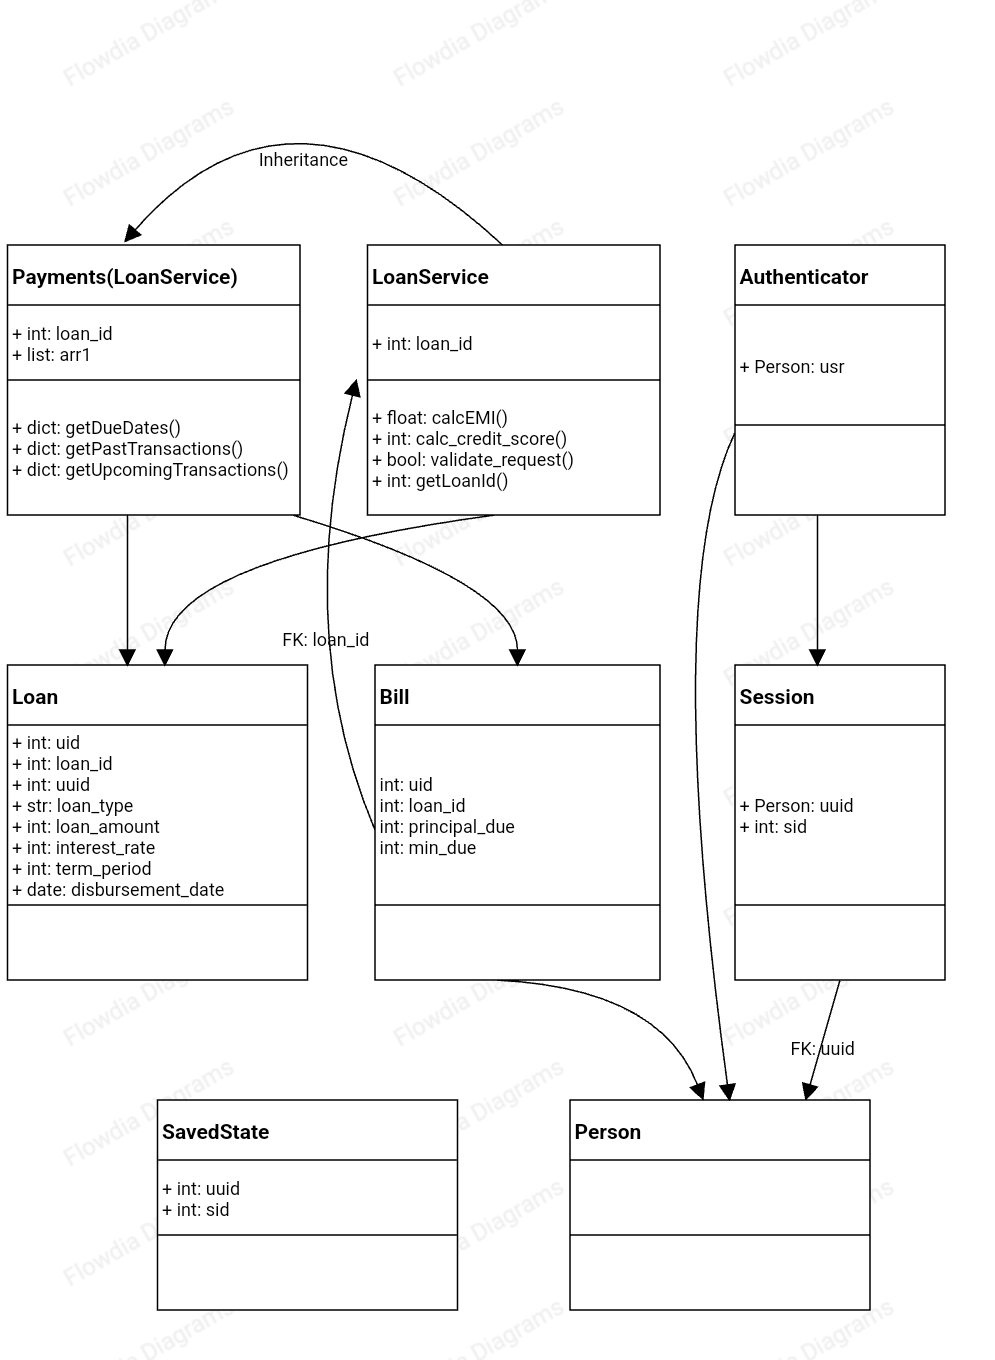 Flowdia Diagrams
Inheritance
Payments(LoanService)
+ int: loan_id
+ list: arr1
+ dict: getDueDates()
+ dict: getPastTransactions()
+ dict: getUpcomingTransactions()
LoanService
+ int: loan_id
+ float: calcEMI()
+ int: calc_credit_score()
+ bool: validate_request()
+ int: getLoanId()
Authenticator
+ Person: usr
FK: loan_id
Loan
+ int: uid
+ int: loan_id
+ int: uuid
+ str: loan_type
+ int: loan_amount
+ int: interest_rate
+ int: term_period
+ date: disbursement_date
Bill
int: uid
int: loan_id
int: principal_due
int: min_due
Session
+ Person: uuid
+ int: sid
FK: uuid
SavedState
+ int: uuid
+ int: sid
Person